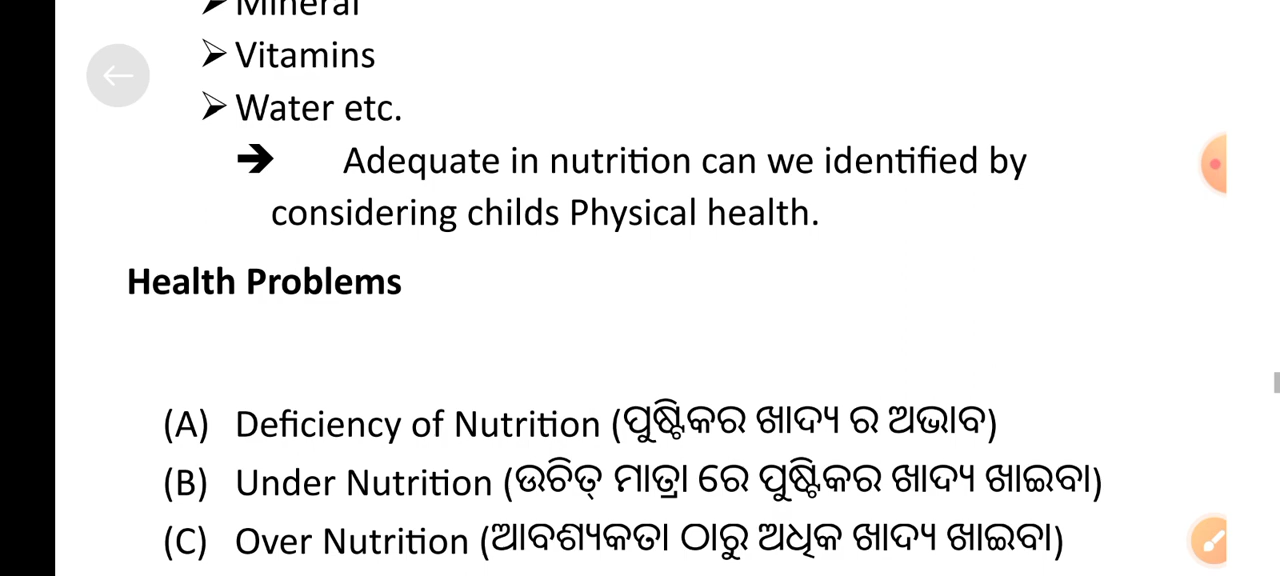 ➢ Mineral
➢ Vitamins
➢ Water etc.
➔ Adequate in nutrition can we identified by
considering childs Physical health.
Health Problems
(A) Deficiency of Nutrition (ପୁଷ୍ଟିକର ଖାଦ୍ୟ ର ଅଭାବ)
(B) Under Nutrition (ଉଚିତ୍ ମାତ୍ରା ରେ ପୁଷ୍ଟିକର ଖାଦ୍ୟ ଖାଇବା)
(C) Over Nutrition (ଆବଶ୍ୟକତା ଠାରୁ ଅଧିକ ଖାଦ୍ୟ ଖାଇବା)